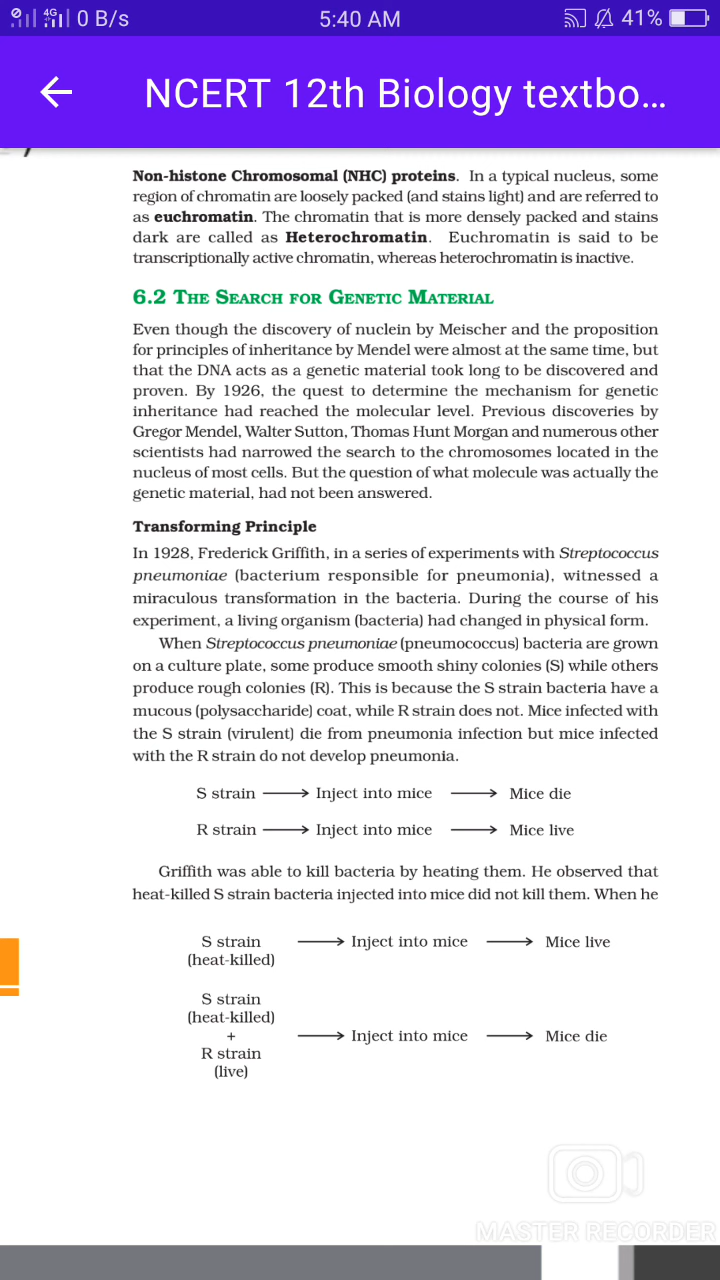 4G 0 B/s 5:40 AM 41%
NCERT 12th Biology textbo...
Non-histone Chromosomal (NHC) proteins. In a typical nucleus, some
region of chromatin are loosely packed (and stains light) and are referred to
as euchromatin. The chromatin that is more densely packed and stains
dark are called as Heterochromatin. Euchromatin is said to be
transcriptionally active chromatin, whereas heterochromatin is inactive.
6.2 THE SEARCH FOR GENETIC MATERIAL
Even though the discovery of nuclein by Meischer and the proposition
for principles of inheritance by Mendel were almost at the same time, but
that the DNA acts as a genetic material took long to be discovered and
proven. By 1926, the quest to determine the mechanism for genetic
inheritance had reached the molecular level. Previous discoveries by
Gregor Mendel, Walter Sutton, Thomas Hunt Morgan and numerous other
scientists had narrowed the search to the chromosomes located in the
nucleus of most cells. But the question of what molecule was actually the
genetic material, had not been answered.
Transforming Principle
In 1928, Frederick Griffith, in a series of experiments with Streptococcus
pneumoniae (bacterium responsible for pneumonia), witnessed a
miraculous transformation in the bacteria. During the course of his
experiment, a living organism (bacteria) had changed in physical form.
When Streptococcus pneumoniae (pneumococcus) bacteria are grown
on a culture plate, some produce smooth shiny colonies (S) while others
produce rough colonies (R). This is because the S strain bacteria have a
mucous (polysaccharide) coat, while R strain does not. Mice infected with
the S strain (virulent) die from pneumonia infection but mice infected
with the R strain do not develop pneumonia.
S strain → Inject into mice → Mice die
R strain → Inject into mice → Mice live
Griffith was able to kill bacteria by heating them. He observed that
heat-killed S strain bacteria injected into mice did not kill them. When he
S strain → Inject into mice → Mice live
(heat-killed)
S strain
(heat-killed)
+ → Inject into mice → Mice die
R strain
(live)
MASTER RECORDER